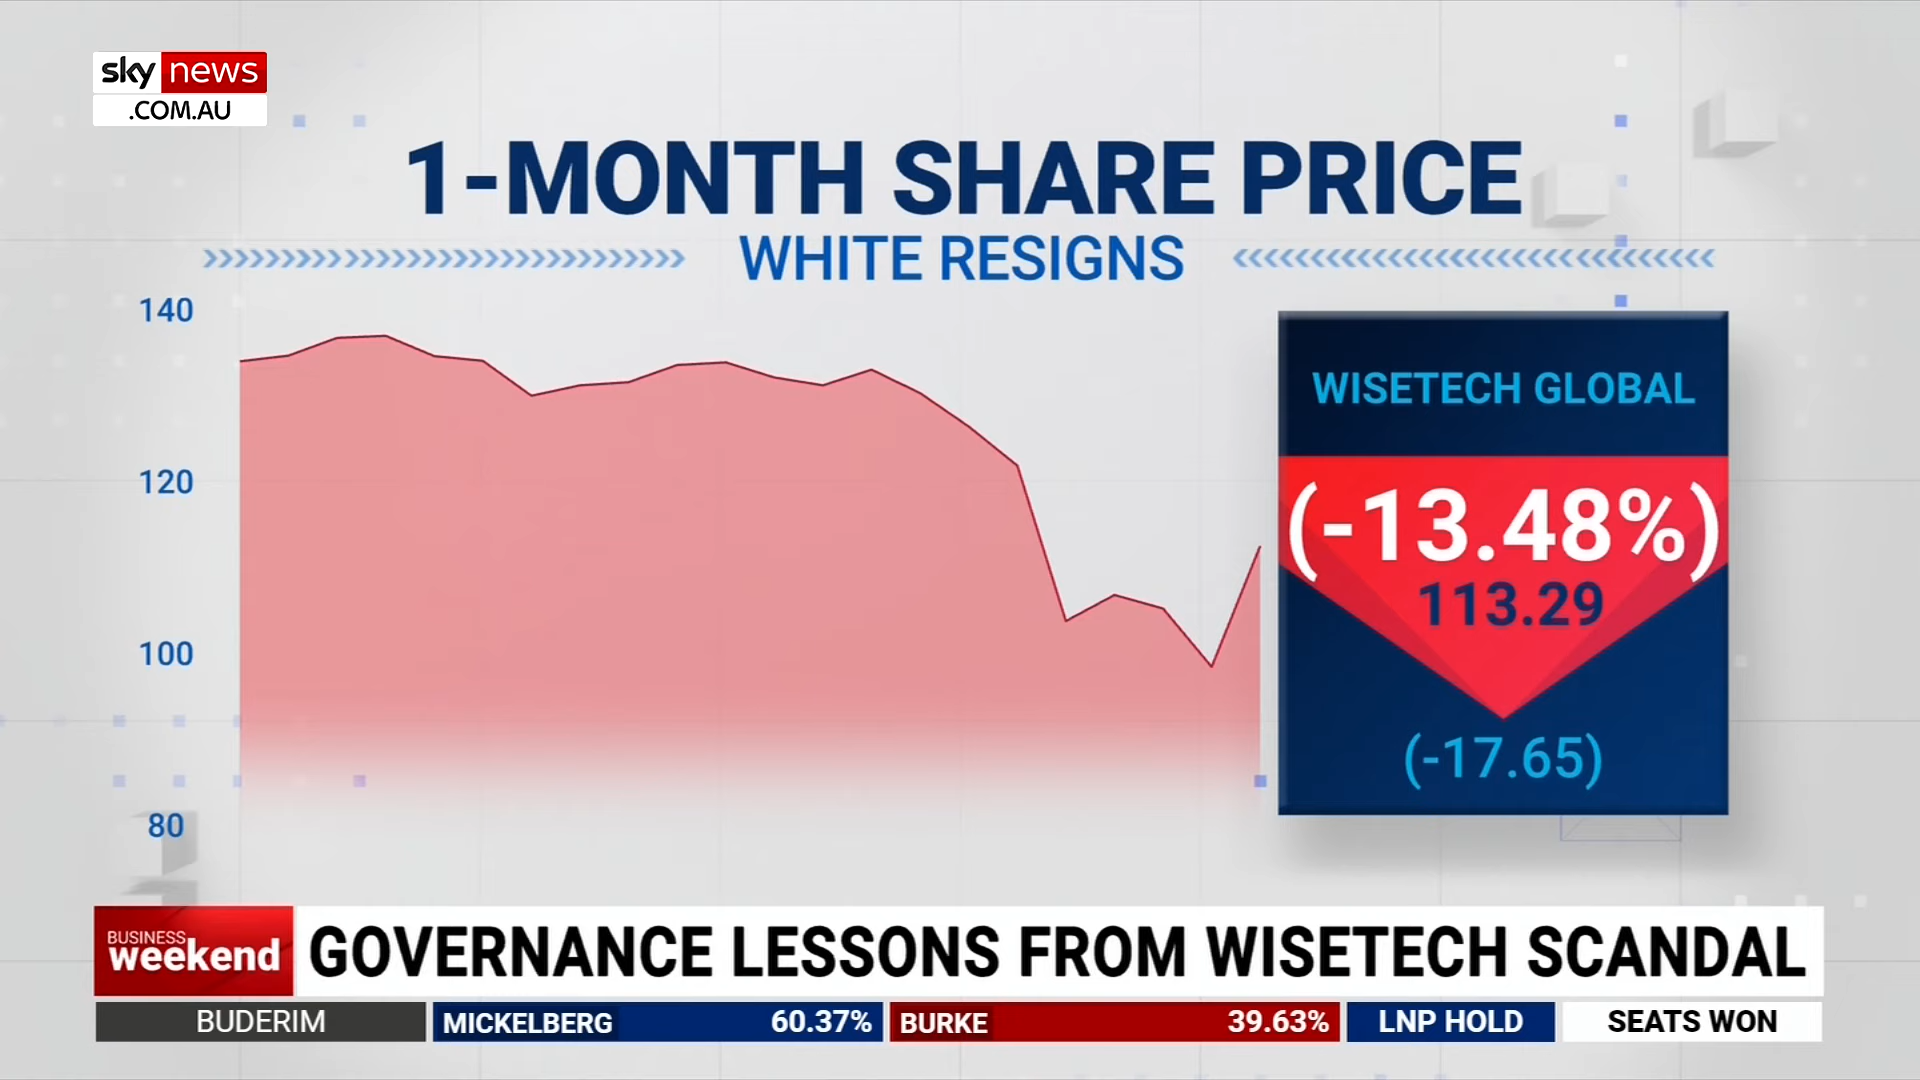 sky news
.COM.AU
1-MONTH SHARE PRICE
WHITE RESIGNS
140
120
100
80
WISETECH GLOBAL
(-13.48%)
113.29
(-17.65)
BUSINESS
weekend
GOVERNANCE LESSONS FROM WISETECH SCANDAL
BUDERIM MICKELBERG 60.37% BURKE 39.63% LNP HOLD SEATS WON